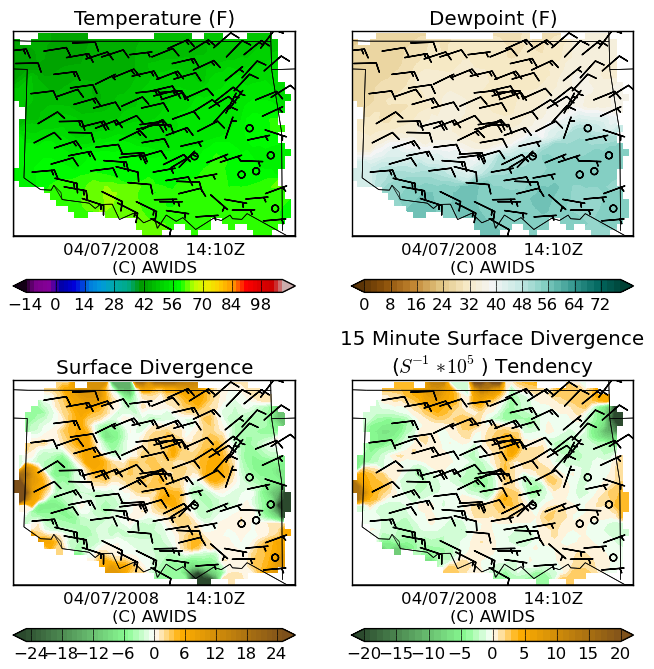 Temperature (F)
Dewpoint (F)
04/07/2008 14:10Z
(C) AWIDS
−14 0 14 28 42 56 70 84 98
04/07/2008 14:10Z
(C) AWIDS
0 8 16 24 32 40 48 56 64 72
Surface Divergence
15 Minute Surface Divergence
(S⁻¹ *10⁵ ) Tendency
04/07/2008 14:10Z
(C) AWIDS
−24 −18 −12 −6 0 6 12 18 24
04/07/2008 14:10Z
(C) AWIDS
−20 −15 −10 −5 0 5 10 15 20